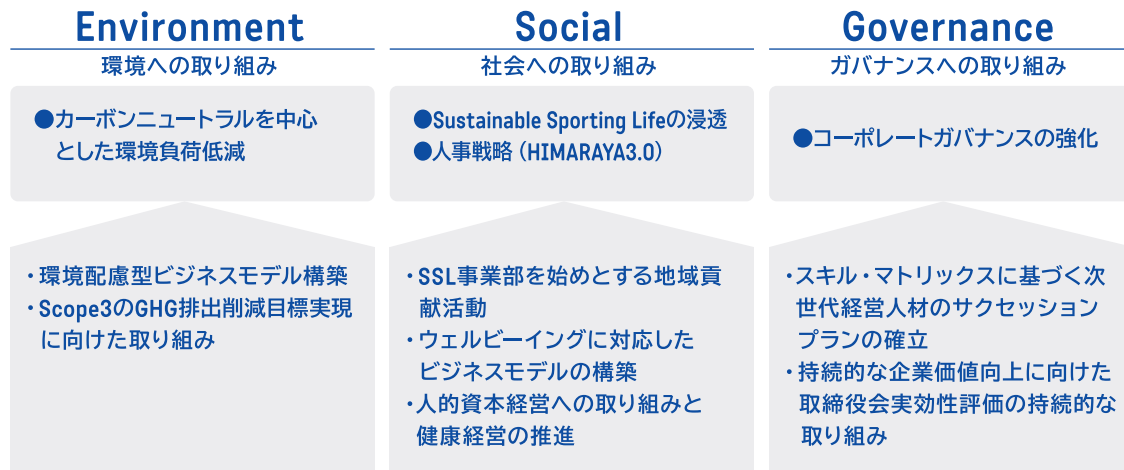 Environment
環境への取り組み
●カーボンニュートラルを中心
とした環境負荷低減
・環境配慮型ビジネスモデル構築
・Scope3のGHG排出削減目標実現
に向けた取り組み
Social
社会への取り組み
●Sustainable Sporting Lifeの浸透
●人事戦略（HIMARAYA3.0）
・SSL事業部を始めとする地域貢
献活動
・ウェルビーイングに対応した
ビジネスモデルの構築
・人的資本経営への取り組みと
健康経営の推進
Governance
ガバナンスへの取り組み
●コーポレートガバナンスの強化
・スキル・マトリックスに基づく次
世代経営人材のサクセッション
プランの確立
・持続的な企業価値向上に向けた
取締役会実効性評価の持続的な
取り組み